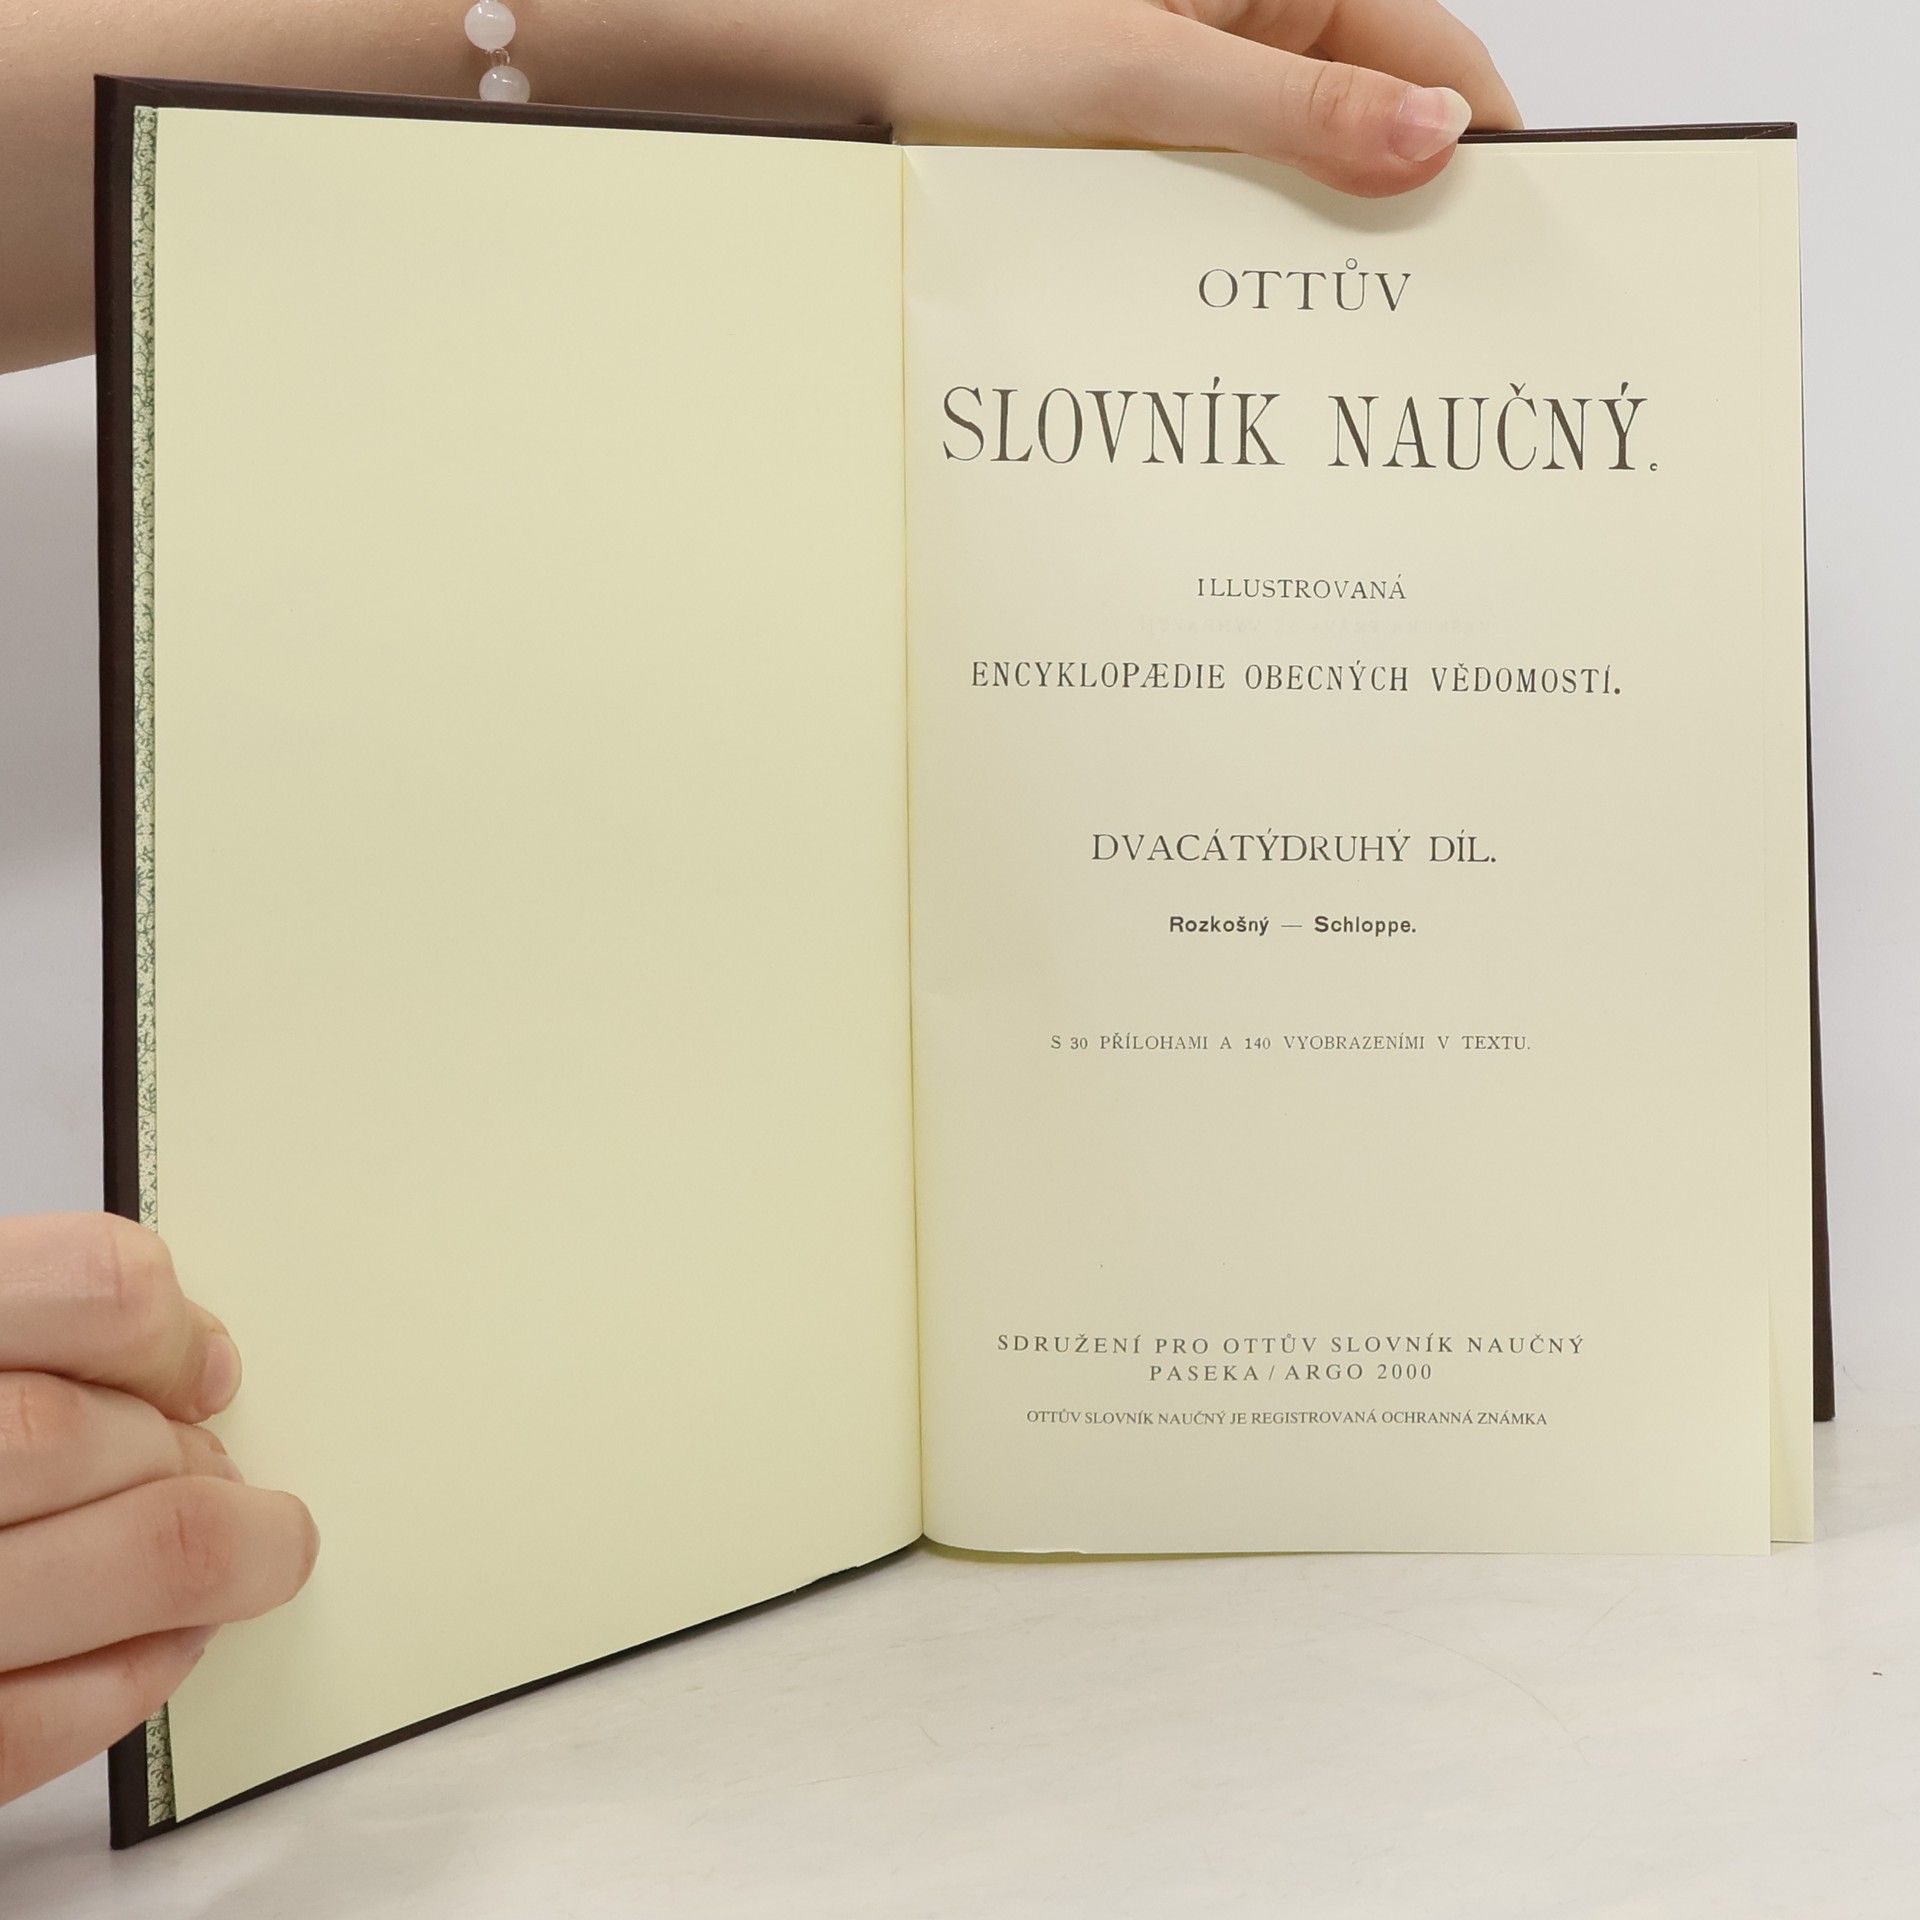 OTTŮV
SLOVNÍK NAUČNÝ.
ILLUSTROVANÁ
ENCYKLOPÆDIE OBECNÝCH VĚDOMOSTÍ.
DVACÁTÝDRUHÝ DÍL.
Rozkošný — Schloppe.
S 30 PŘÍLOHAMI A 140 VYOBRAZENÍMI V TEXTU.
SDRUŽENÍ PRO OTTŮV SLOVNÍK NAUČNÝ
PASEKA / ARGO 2000
OTTŮV SLOVNÍK NAUČNÝ JE REGISTROVANÁ OCHRANNÁ ZNÁMKA